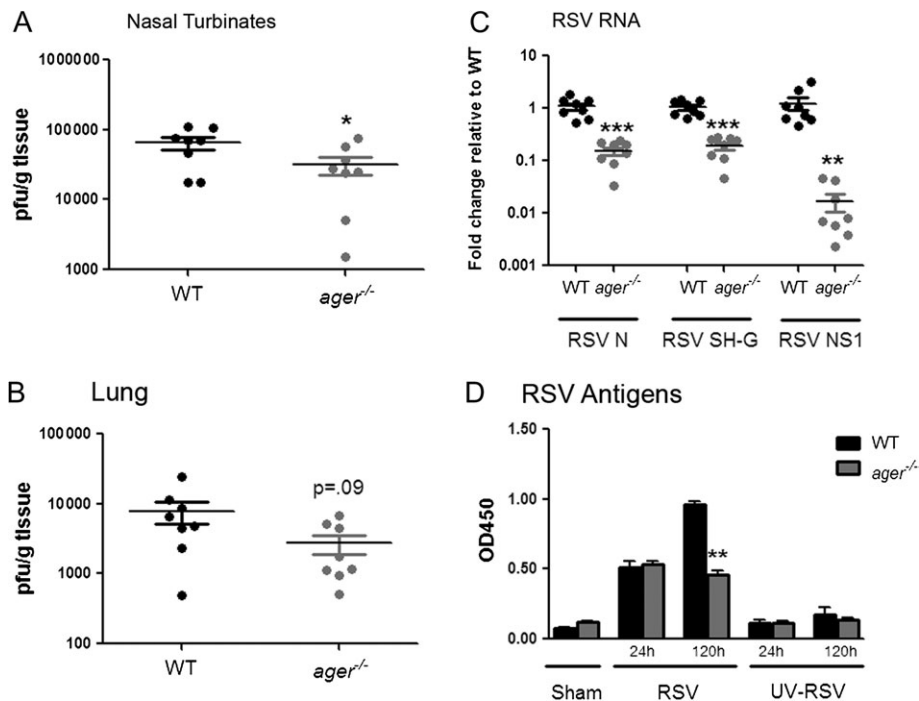 A
Nasal Turbinates
pfu/g tissue
1000000
100000
10000
1000
*
WT
ager-/-
B
Lung
pfu/g tissue
100000
10000
1000
100
p=.09
WT
ager-/-
C
RSV RNA
Fold change relative to WT
10
1
0.1
0.01
0.001
***
***
**
WT ager-/- WT ager-/- WT ager-/-
RSV N RSV SH-G RSV NS1
D
RSV Antigens
OD450
1.50
1.00
0.50
0.00
WT
ager-/-
**
24h 120h 24h 120h
Sham RSV UV-RSV